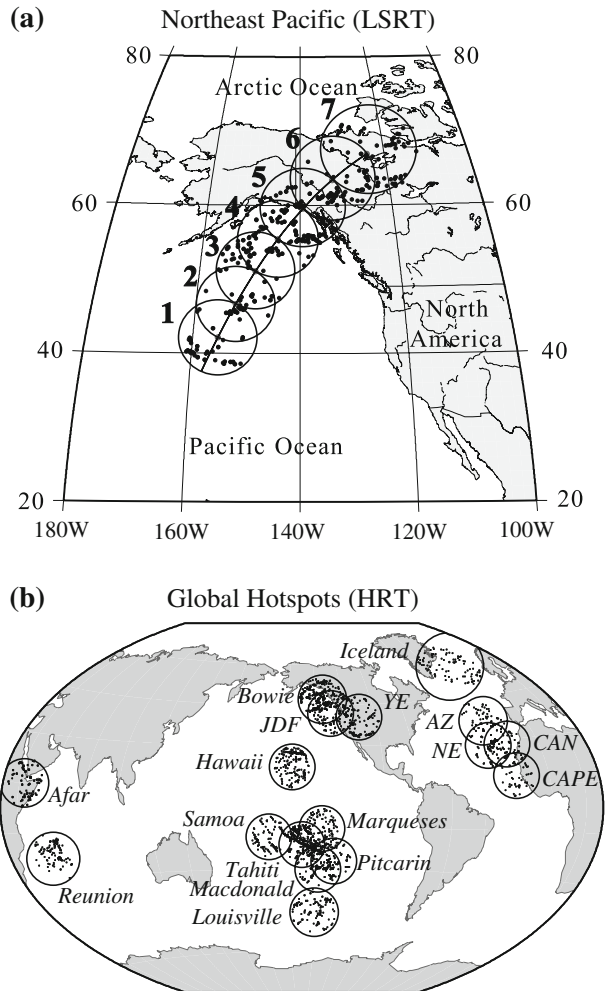 (a) Northeast Pacific (LSRT)
80 80
Arctic Ocean
7
6
5
60 60
4
3
2
1
North
America
40 40
Pacific Ocean
20 20
180W 160W 140W 120W 100W
(b) Global Hotspots (HRT)
Iceland
Bowie YE
JDF AZ
NE CAN
Hawaii
CAPE
Afar
Samoa Marqueses
Tahiti Pitcarin
Macdonald
Reunion
Louisville